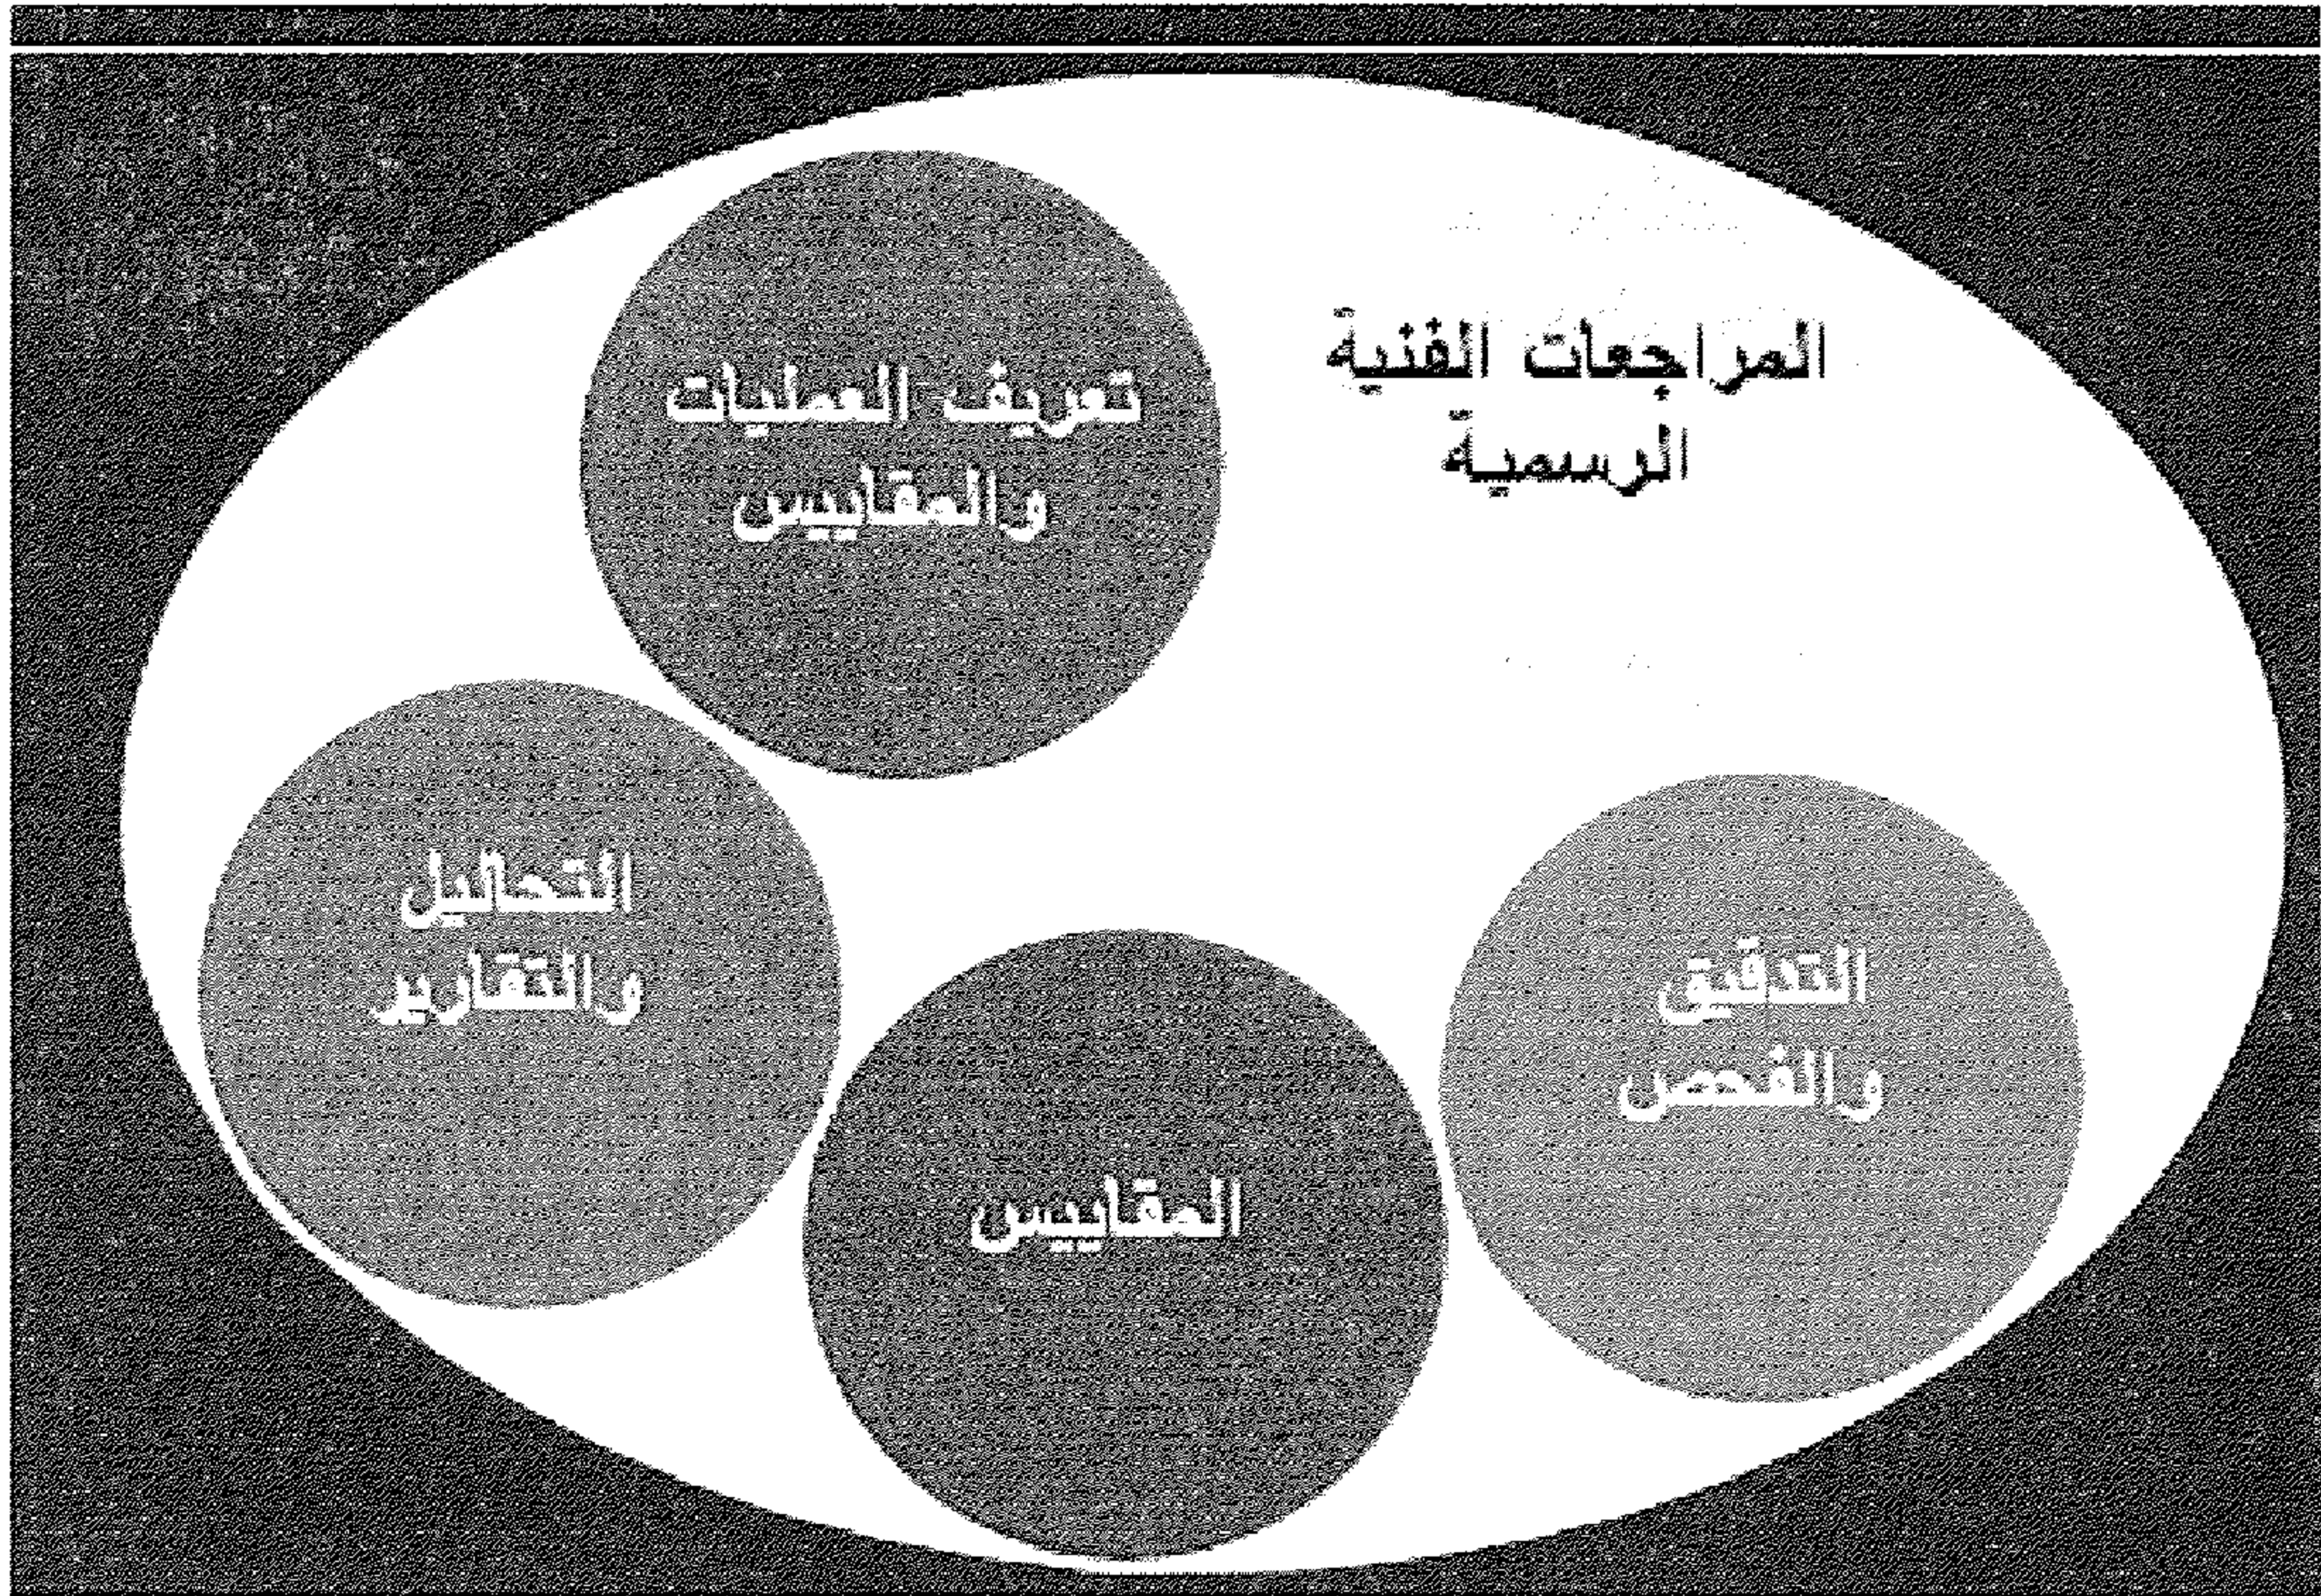 المراجعات الفنية
الرسمية
تعريف العمليات
والمقاييس
التحاليل
والتقارير
التدقيق
والفحص
المقاييس